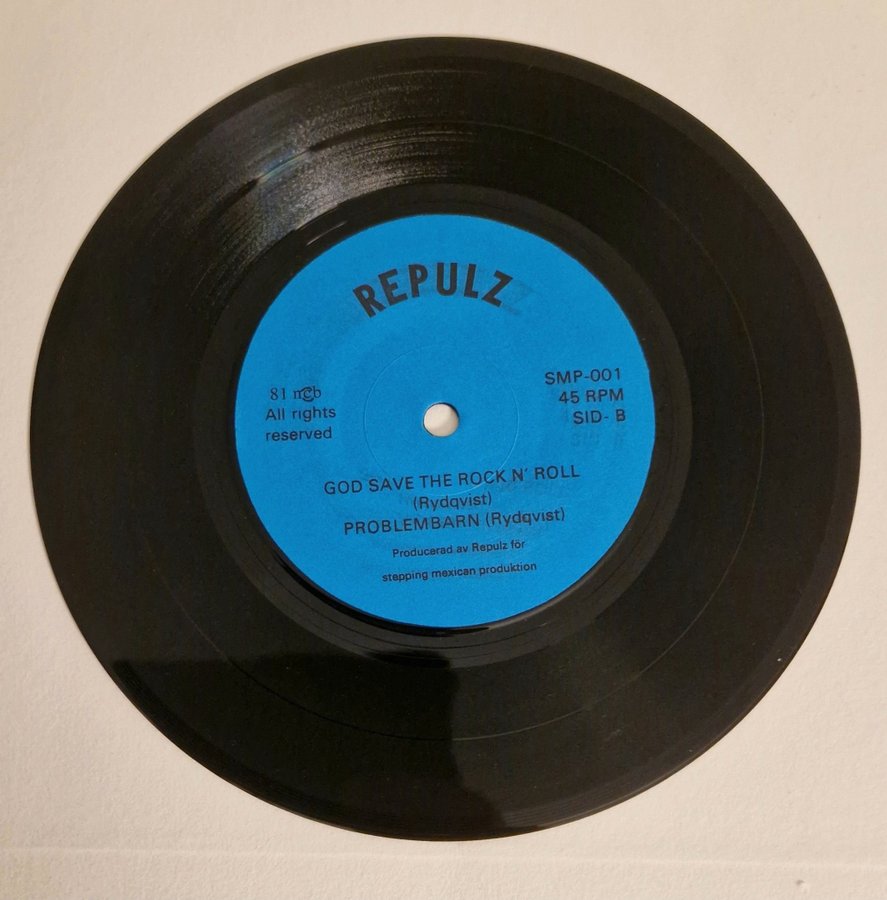 REPULZ
81 ncb
All rights
reserved
SMP-001
45 RPM
SID- B
GOD SAVE THE ROCK N' ROLL
(Rydqvist)
PROBLEMBARN (Rydqvist)
Producerad av Repulz för
stepping mexican produktion